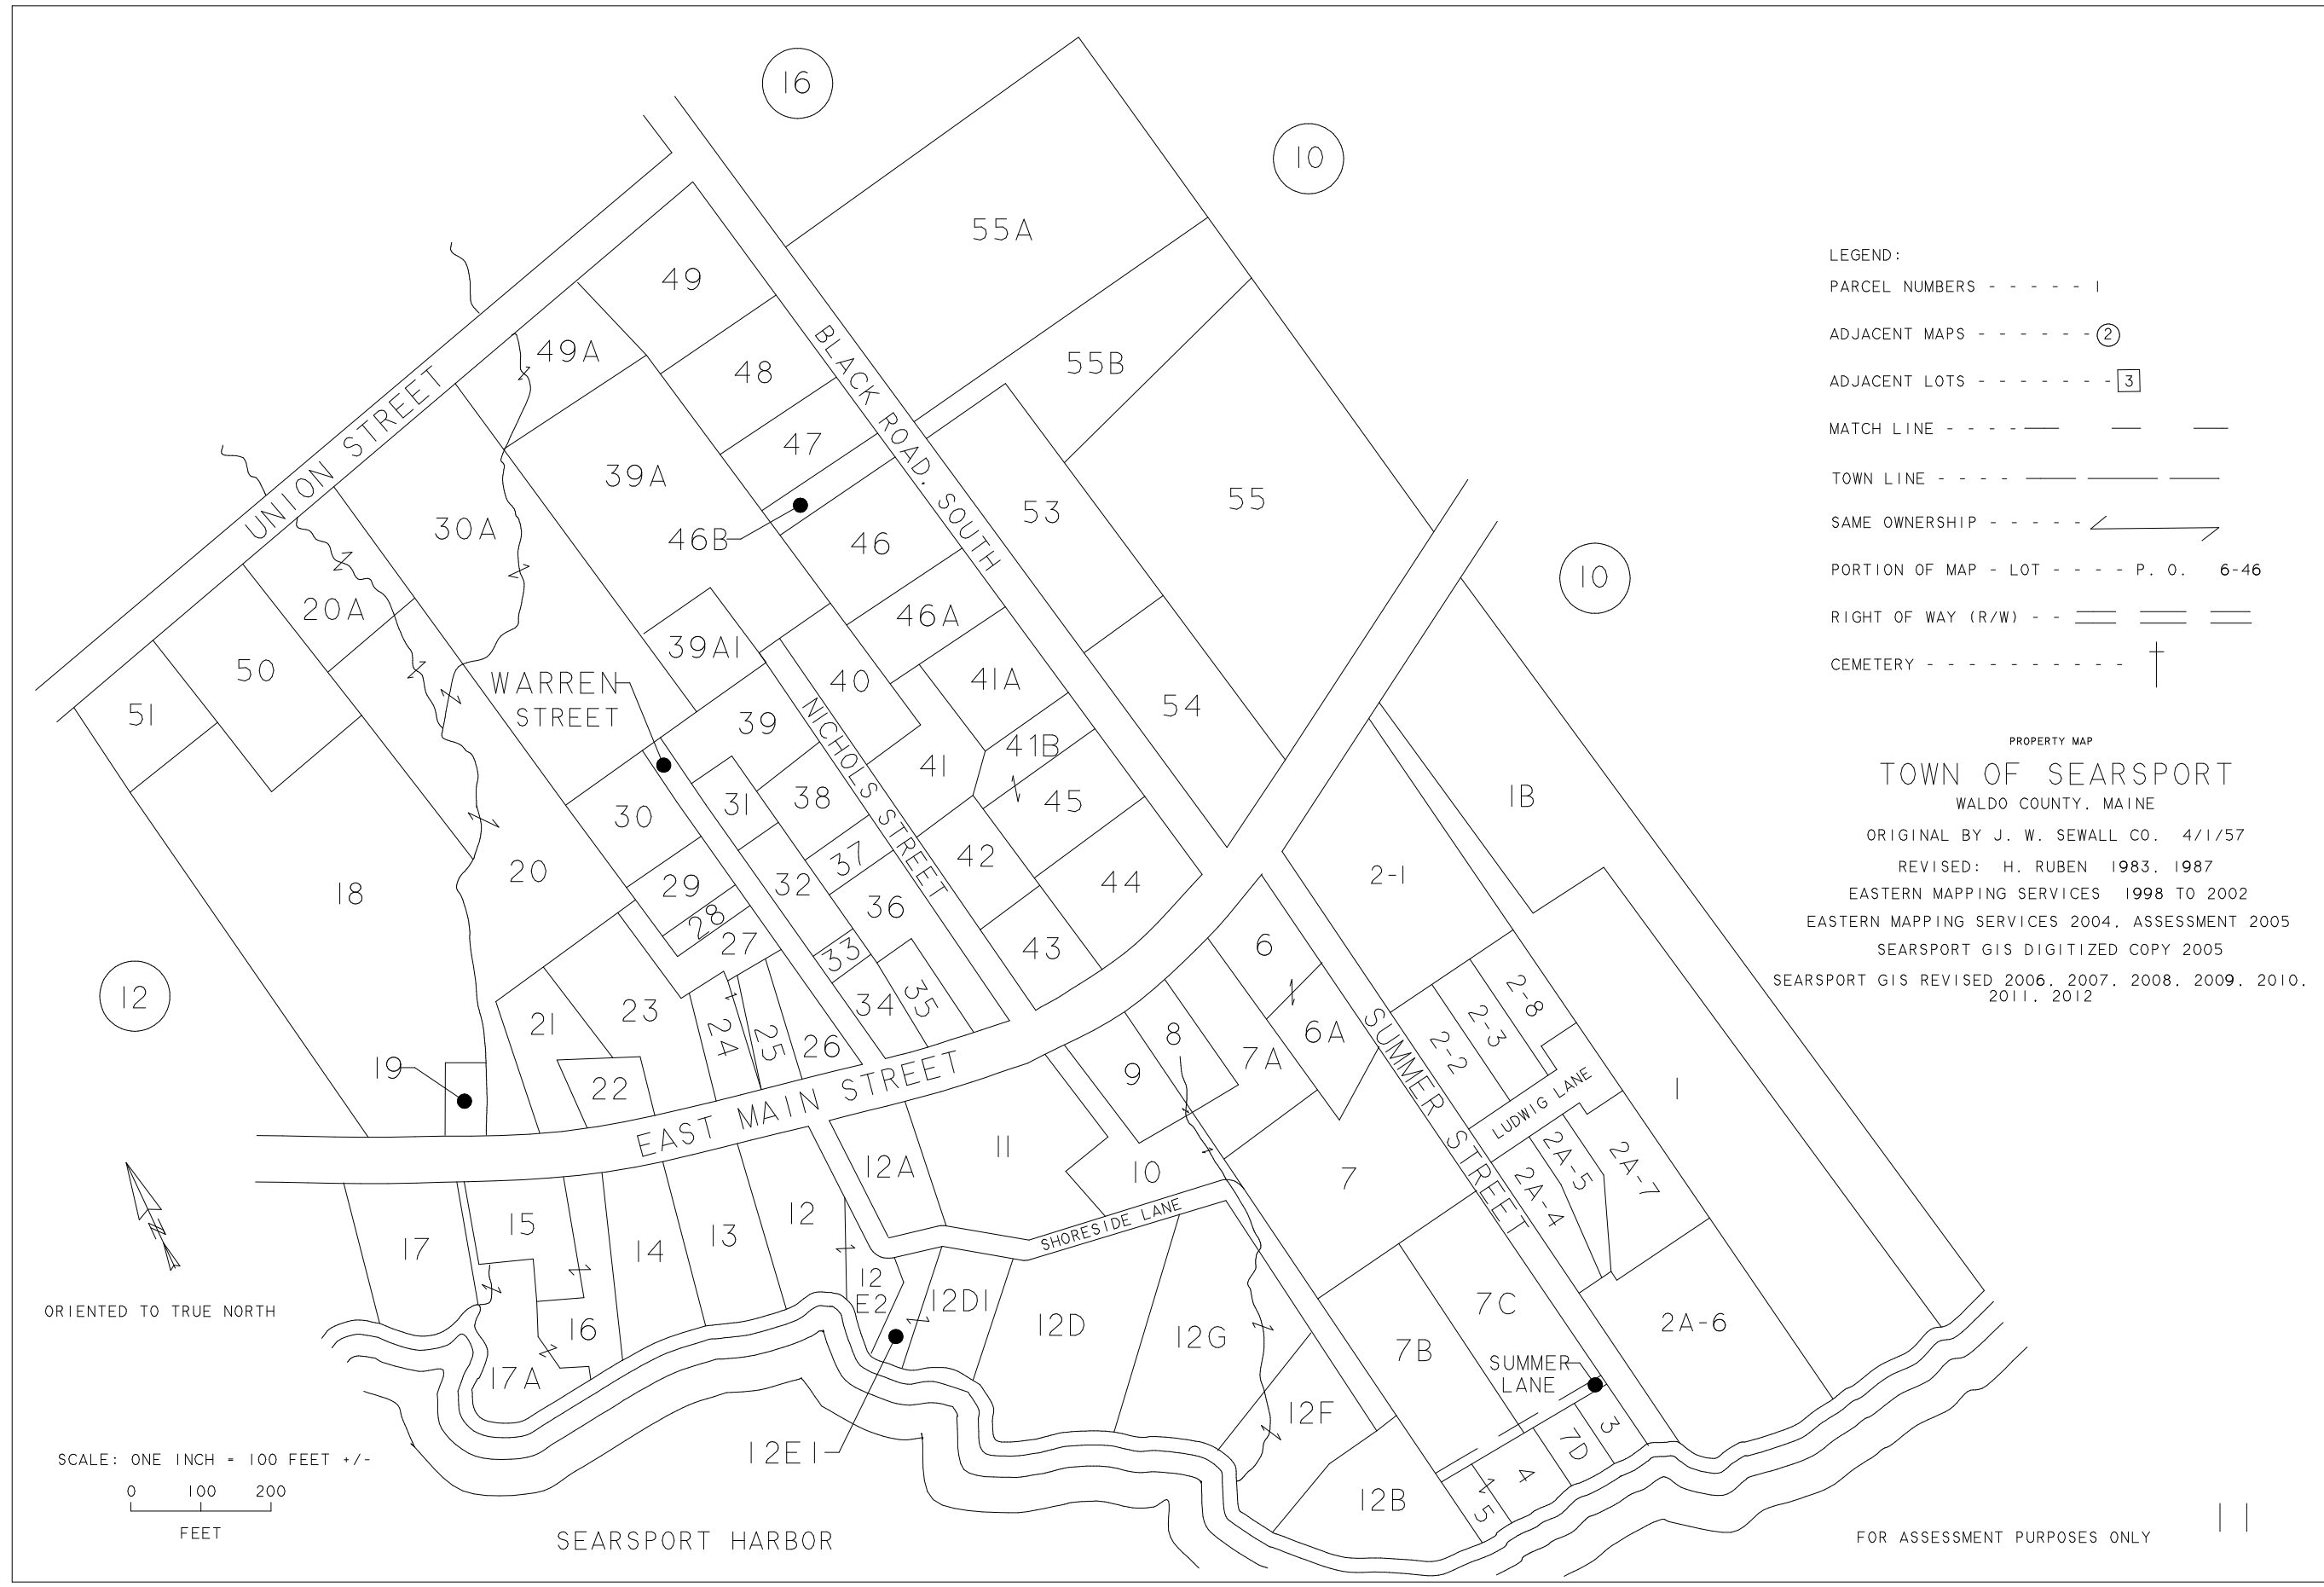 16
10
55A
49
49A
48
BLACK ROAD, SOUTH
55B
UNION STREET
47
39A
30A
46B
46
53
55
10
20A
46A
39A1
50
WARREN
STREET
40
41A
54
51
39
NICHOLS STREET
41
41B
30
31
38
45
1B
18
20
29
32
37
42
44
2-1
28
36
27
33
43
6
12
21
23
24
25
26
34
35
8
7A
6A
SUMMER STREET
2-2
2-3
2-8
19
22
9
1
EAST MAIN STREET
LUDWIG LANE
12A
11
10
7
2A-4
2A-5
2A-7
17
15
14
13
12
SHORESIDE LANE
12
E2
12D1
12D
12G
7C
2A-6
16
7B
17A
SUMMER
LANE
12F
3
12E1
7D
4
5
12B
SEARSPORT HARBOR
ORIENTED TO TRUE NORTH
SCALE: ONE INCH = 100 FEET +/-
0 100 200
FEET
LEGEND:
PARCEL NUMBERS - - - - - 1
ADJACENT MAPS - - - - - - 2
ADJACENT LOTS - - - - - - - 3
MATCH LINE - - - -
TOWN LINE - - - -
SAME OWNERSHIP - - - - -
PORTION OF MAP - LOT - - - - P. O. 6-46
RIGHT OF WAY (R/W) - -
CEMETERY - - - - - - - - - -
PROPERTY MAP
TOWN OF SEARSPORT
WALDO COUNTY, MAINE
ORIGINAL BY J. W. SEWALL CO. 4/1/57
REVISED: H. RUBEN 1983, 1987
EASTERN MAPPING SERVICES 1998 TO 2002
EASTERN MAPPING SERVICES 2004, ASSESSMENT 2005
SEARSPORT GIS DIGITIZED COPY 2005
SEARSPORT GIS REVISED 2006, 2007, 2008, 2009, 2010,
2011, 2012
FOR ASSESSMENT PURPOSES ONLY
11